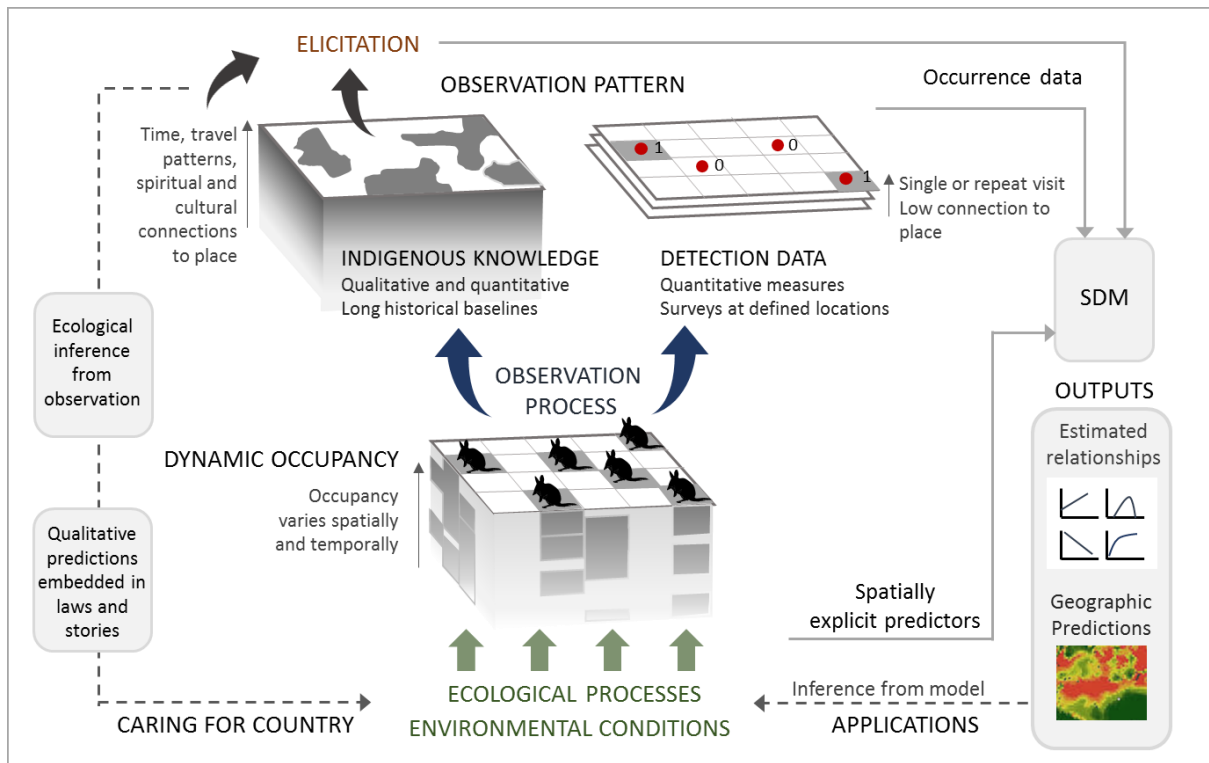 ELICITATION
OBSERVATION PATTERN
Occurrence data
Time, travel
patterns,
spiritual and
cultural
connections
to place
1
0
0
1
Single or repeat visit
Low connection to
place
INDIGENOUS KNOWLEDGE
Qualitative and quantitative
Long historical baselines
DETECTION DATA
Quantitative measures
Surveys at defined locations
SDM
Ecological
inference
from
observation
OBSERVATION
PROCESS
OUTPUTS
Estimated
relationships
DYNAMIC OCCUPANCY
Occupancy
varies spatially
and temporally
Qualitative
predictions
embedded in
laws and
stories
Spatially
explicit predictors
Geographic
Predictions
ECOLOGICAL PROCESSES
ENVIRONMENTAL CONDITIONS
Inference from model
CARING FOR COUNTRY
APPLICATIONS